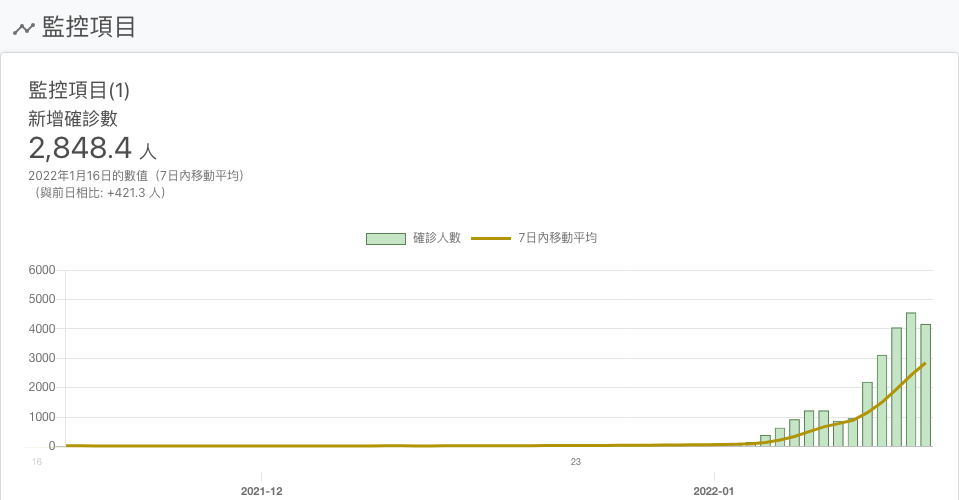 監控項目
監控項目(1)
新增確診數
2,848.4 人
2022年1月16日的數值（7日內移動平均）
（與前日相比: +421.3 人）
確診人數 7日內移動平均
6000
5000
4000
3000
2000
1000
0
16 23
2021-12 2022-01